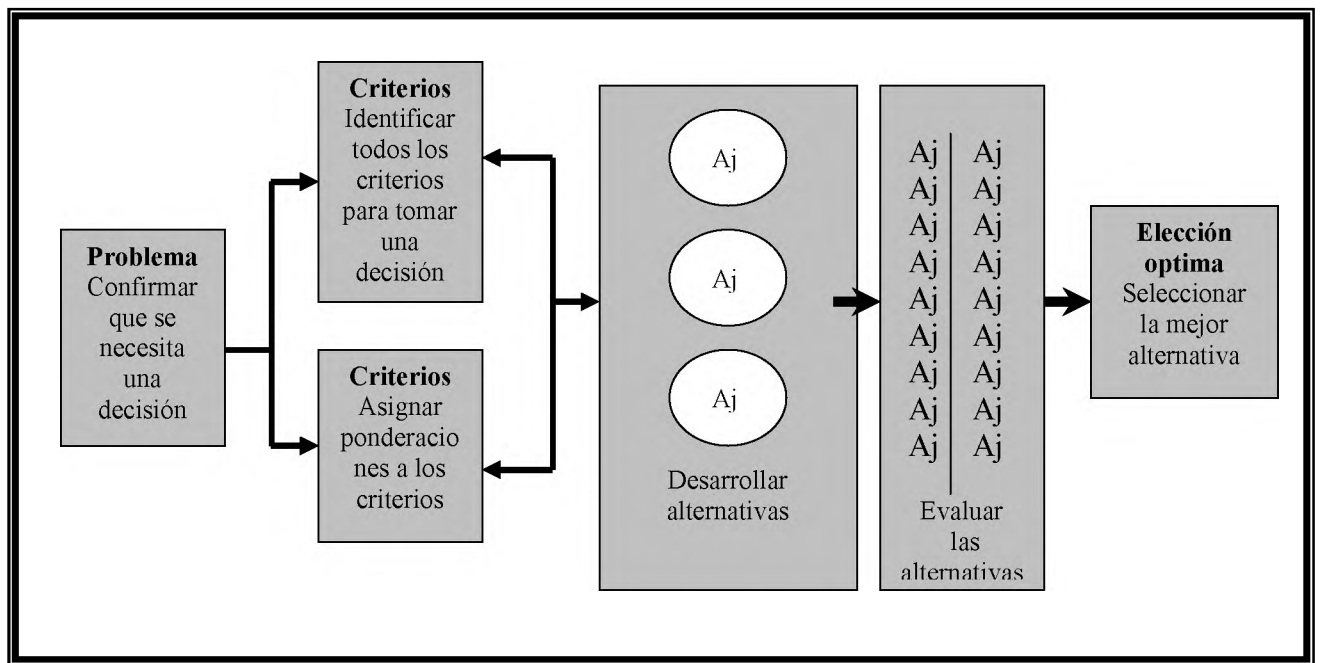 Problema
Confirmar
que se
necesita
una
decisión
Criterios
Identificar
todos los
criterios
para tomar
una
decisión
Criterios
Asignar
ponderacio
nes a los
criterios
Aj
Aj
Aj
Desarrollar
alternativas
Aj Aj
Aj Aj
Aj Aj
Aj Aj
Aj Aj
Aj Aj
Aj Aj
Aj Aj
Aj Aj
Evaluar
las
alternativas
Elección
optima
Seleccionar
la mejor
alternativa